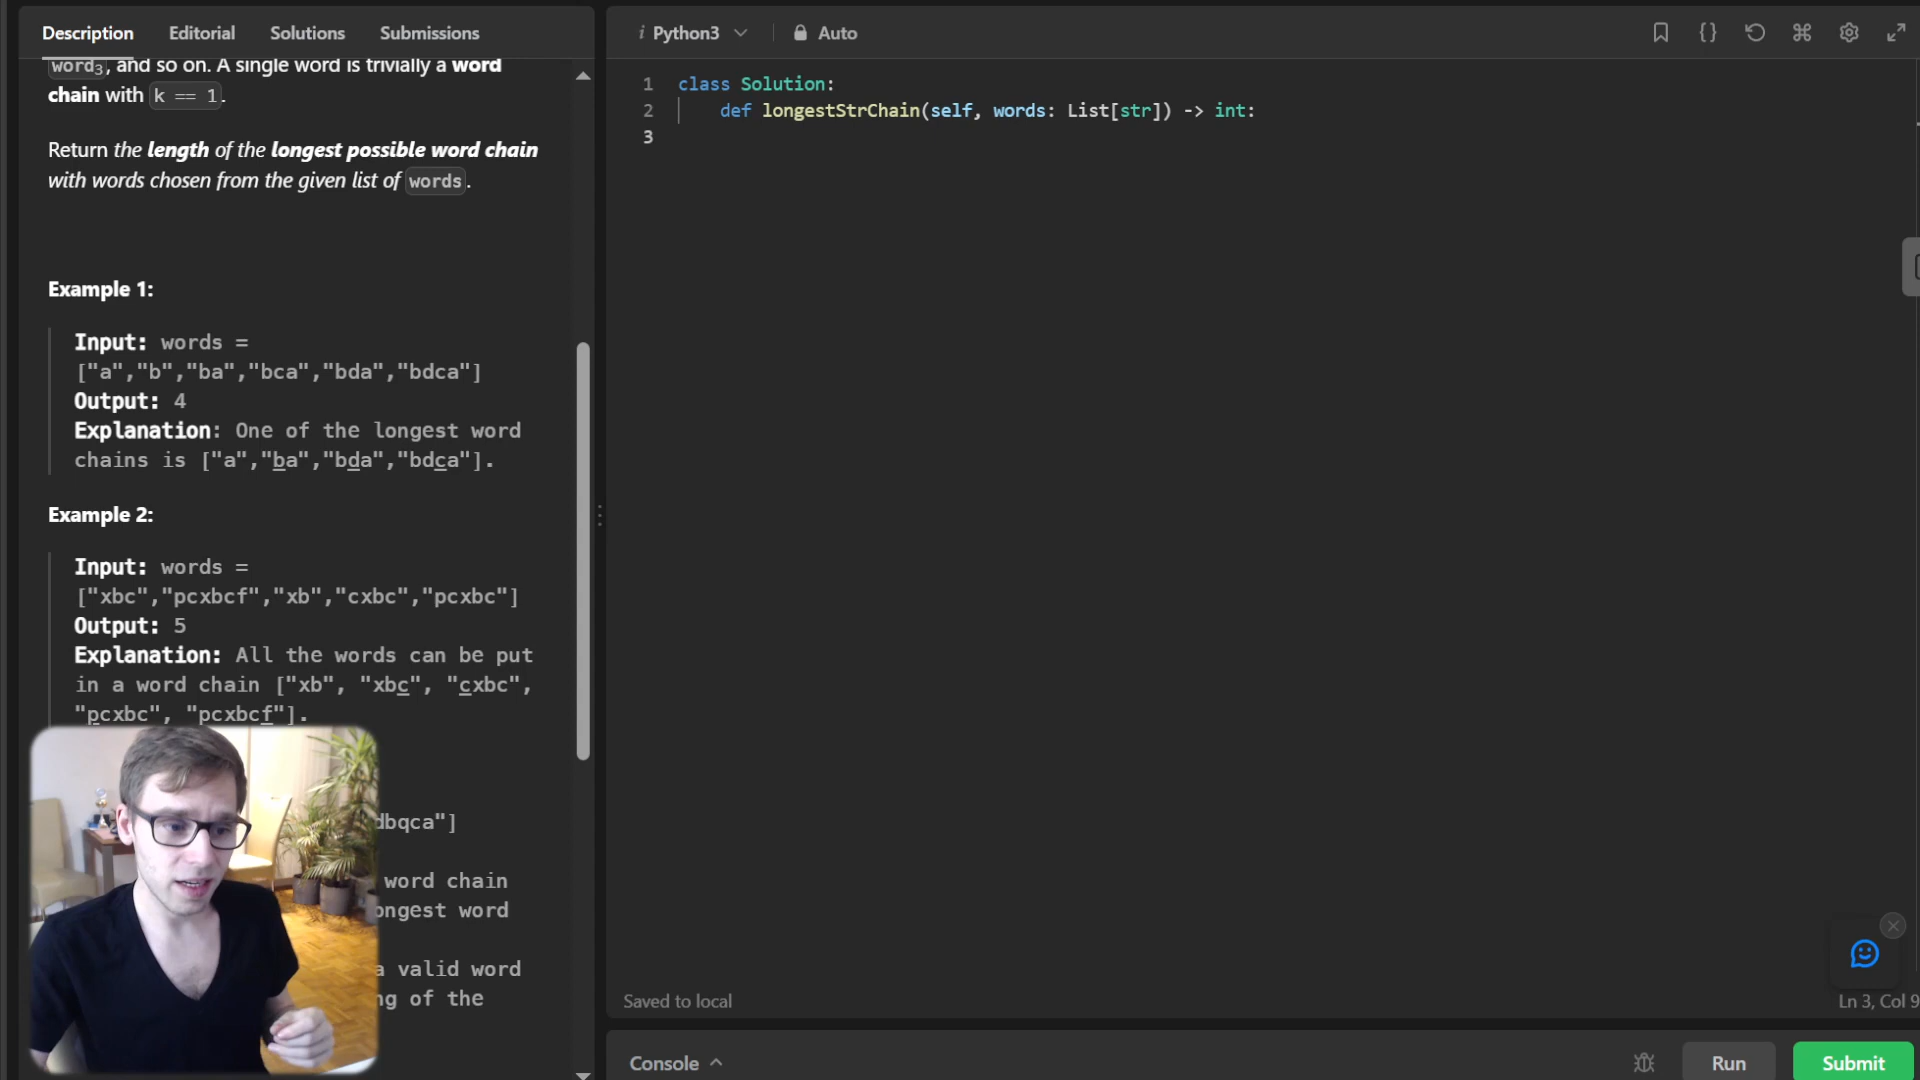 Description Editorial Solutions Submissions
word3, and so on. A single word is trivially a word
chain with k == 1.
Return the length of the longest possible word chain
with words chosen from the given list of words.
Example 1:
Input: words =
["a","b","ba","bca","bda","bdca"]
Output: 4
Explanation: One of the longest word
chains is ["a","ba","bda","bdca"].
Example 2:
Input: words =
["xbc","pcxbcf","xb","cxbc","pcxbc"]
Output: 5
Explanation: All the words can be put
in a word chain ["xb", "xbc", "cxbc",
"pcxbc", "pcxbcf"].
dbqca"]
word chain
ongest word
a valid word
ng of the
i Python3 Auto
1 class Solution:
2 def longestStrChain(self, words: List[str]) -> int:
3
Saved to local
Ln 3, Col 9
Console
Run
Submit